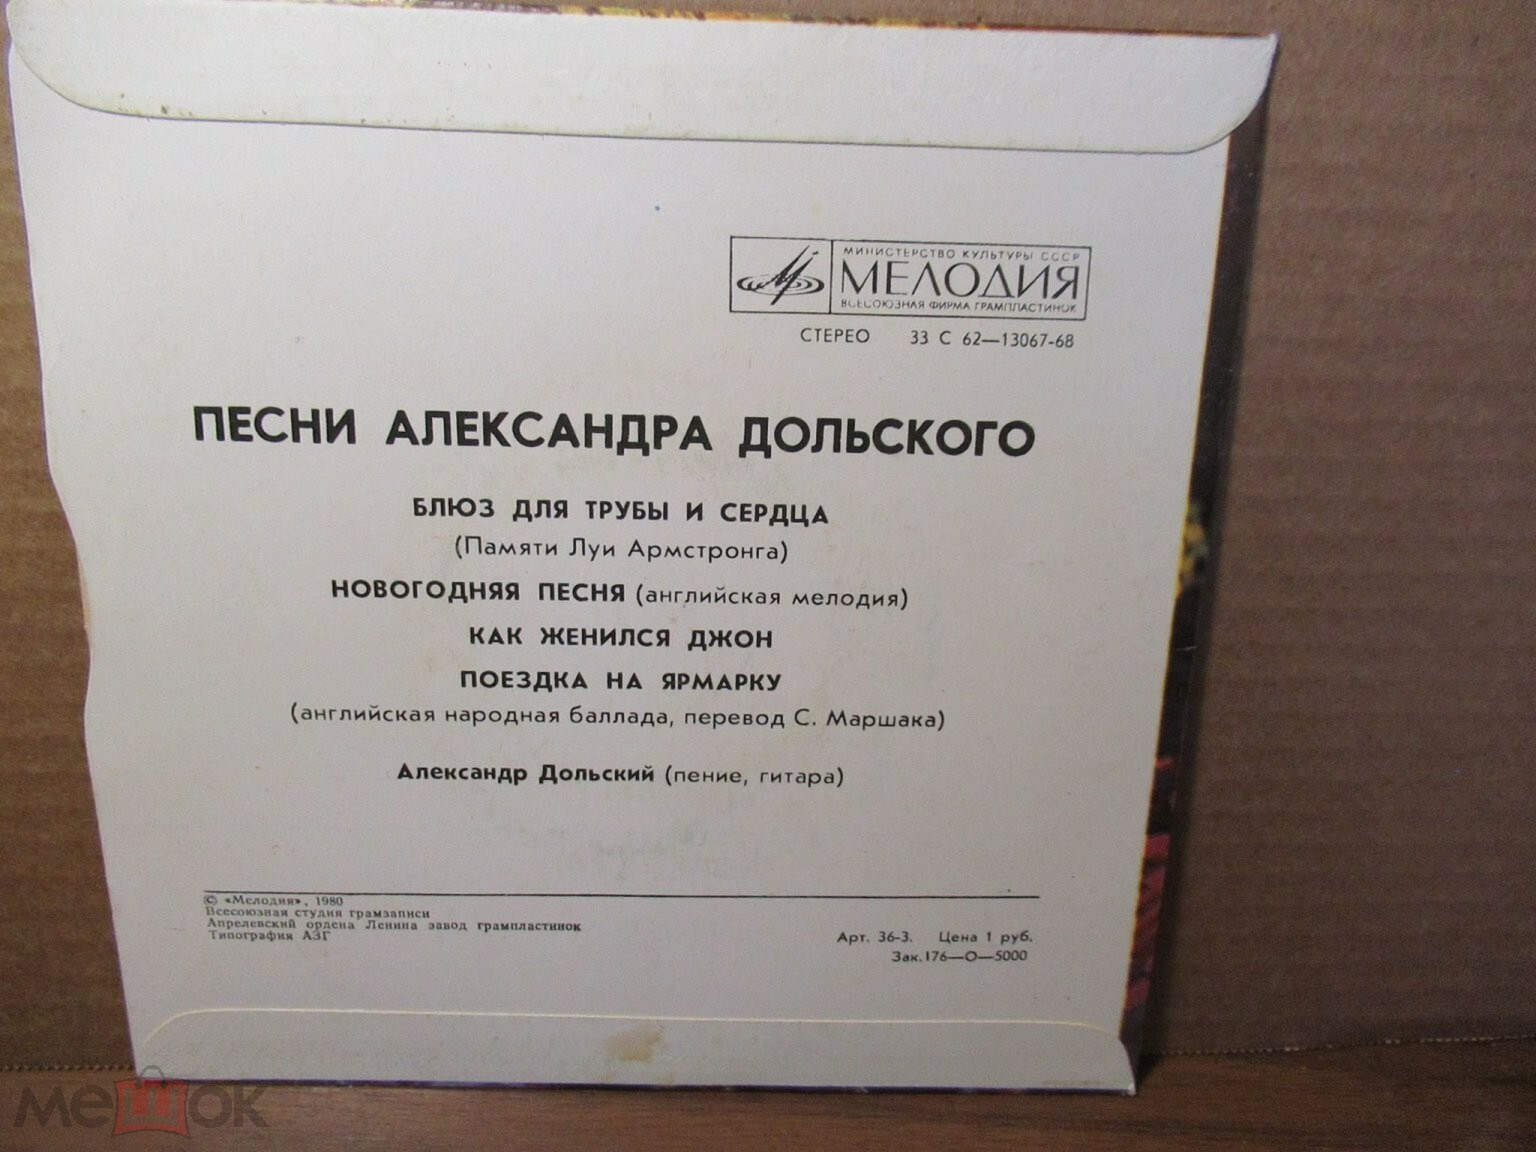 МИНИСТЕРСТВО КУЛЬТУРЫ СССР
МЕЛОДИЯ
ВСЕСОЮЗНАЯ ФИРМА ГРАМПЛАСТИНОК
СТЕРЕО 33 С 62—13067-68
ПЕСНИ АЛЕКСАНДРА ДОЛЬСКОГО
БЛЮЗ ДЛЯ ТРУБЫ И СЕРДЦА
(Памяти Луи Армстронга)
НОВОГОДНЯЯ ПЕСНЯ (английская мелодия)
КАК ЖЕНИЛСЯ ДЖОН
ПОЕЗДКА НА ЯРМАРКУ
(английская народная баллада, перевод С. Маршака)
Александр Дольский (пение, гитара)
© «Мелодия», 1980
Всесоюзная студия грамзаписи
Апрелевский ордена Ленина завод грампластинок
Типография АЗГ
Арт. 36-3. Цена 1 руб.
Зак.176—О—5000
мешок